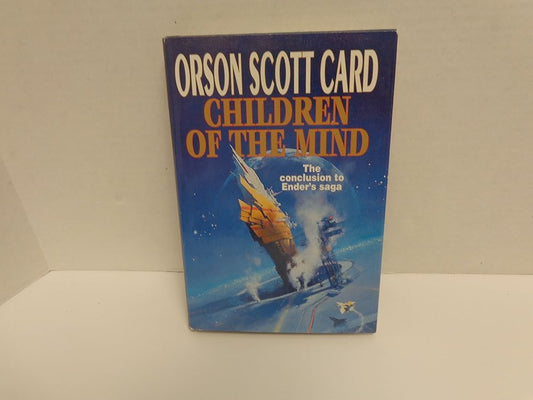 ORSON SCOTT CARD
CHILDREN
OF THE MIND
The
conclusion to
Ender's saga